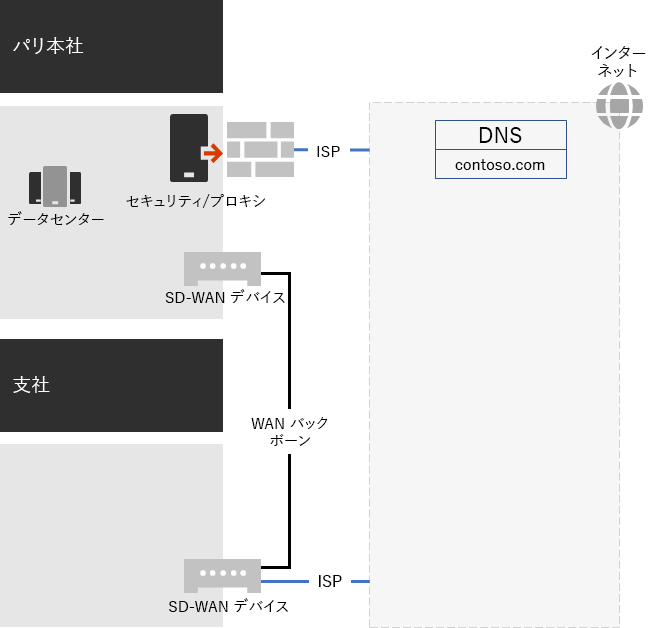 パリ本社
インター
ネット
DNS
contoso.com
ISP
セキュリティ/プロキシ
データセンター
SD-WAN デバイス
支社
WAN バック
ボーン
ISP
SD-WAN デバイス